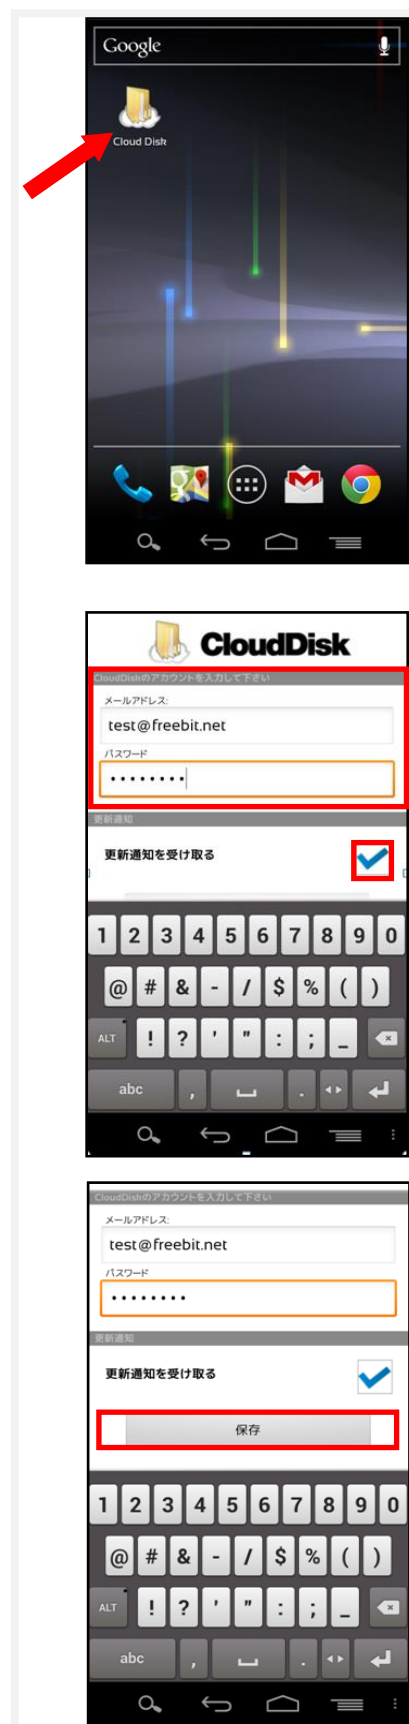 Google
Cloud Disk
CloudDisk
CloudDishのアカウントを入力して下さい
メールアドレス:
test@freebit.net
パスワード
••••••••
更新通知
更新通知を受け取る
1 2 3 4 5 6 7 8 9 0
@ # & - / $ % ( )
ALT ! ? ' " : ; _
abc , .
CloudDishのアカウントを入力して下さい
メールアドレス:
test@freebit.net
パスワード
••••••••
更新通知
更新通知を受け取る
保存
1 2 3 4 5 6 7 8 9 0
@ # & - / $ % ( )
ALT ! ? ' " : ; _
abc , .